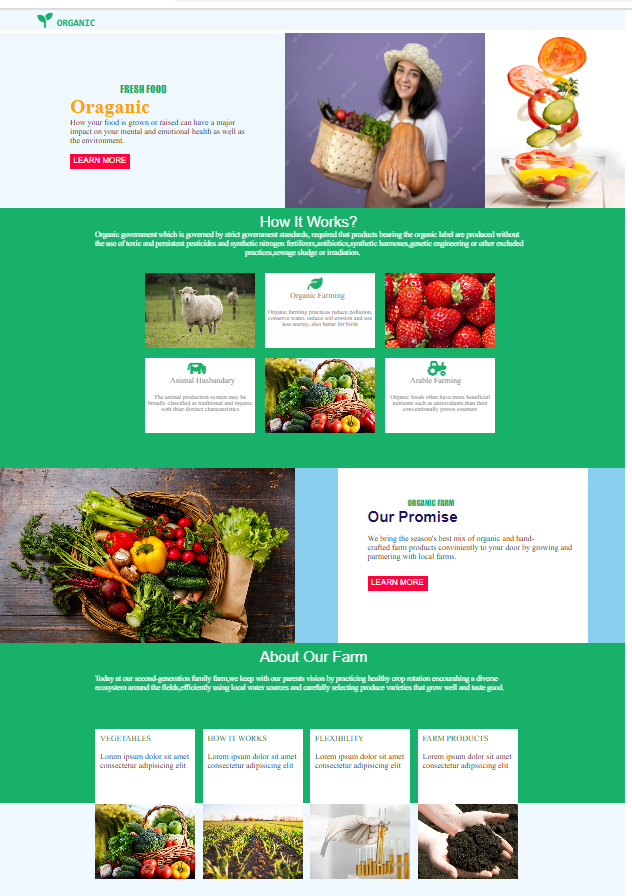 ORGANIC
FRESH FOOD
Oraganic
How your food is grown or raised can have a major
impact on your mental and emotional health as well as
the environment.
LEARN MORE
How It Works?
Organic government which is governed by strict government standards, required that products bearing the organic label are produced without
the use of toxic and persistent pesticides and synthetic nitrogen fertilizers,antibiotics,synthetic harmones,genetic engineering or other excluded
practices,sewage sludge or irradiation.
Organic Farming
Organic farming practices reduce pollution,
conserve water, reduce soil erosion and use
less energy, also better for birds
Animal Husbandary
The animal production system may be
broadly classified as traditional and organic
with thier distinct characteristics
Arable Farming
Organic foods often have more beneficial
nutrients such as antioxidants,than their
conventionally grown counters
ORGANIC FARM
Our Promise
We bring the season's best mix of organic and hand-
crafted farm products conviniently to your door by growing and
partnering with local farms.
LEARN MORE
About Our Farm
Today at our second-generation family farm,we keep with our parents vision by practicing healthy crop rotation encourahing a diverse
ecosystem around the fields,efficiently using local water sources and carefully selecting produce varieties that grow well and taste good.
VEGETABLES
Lorem ipsum dolor sit amet
consectetur adipisicing elit
HOW IT WORKS
Lorem ipsum dolor sit amet
consectetur adipisicing elit
FLEXIBILITY
Lorem ipsum dolor sit amet
consectetur adipisicing elit
FARM PRODUCTS
Lorem ipsum dolor sit amet
consectetur adipisicing elit